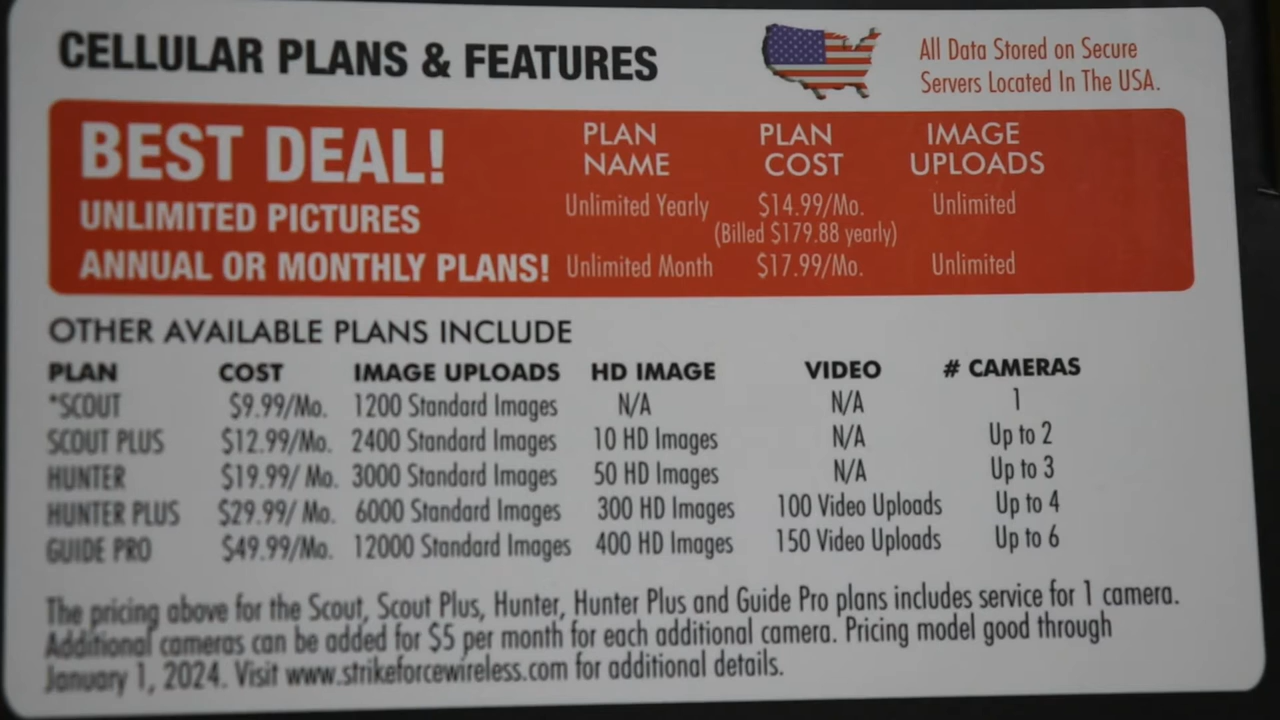 CELLULAR PLANS & FEATURES
All Data Stored on Secure
Servers Located In The USA.
BEST DEAL!
UNLIMITED PICTURES
ANNUAL OR MONTHLY PLANS!
PLAN NAME PLAN COST IMAGE UPLOADS
Unlimited Yearly $14.99/Mo. Unlimited
(Billed $179.88 yearly)
Unlimited Month $17.99/Mo. Unlimited
OTHER AVAILABLE PLANS INCLUDE
PLAN COST IMAGE UPLOADS HD IMAGE VIDEO # CAMERAS
*SCOUT $9.99/Mo. 1200 Standard Images N/A N/A 1
SCOUT PLUS $12.99/Mo. 2400 Standard Images 10 HD Images N/A Up to 2
HUNTER $19.99/ Mo. 3000 Standard Images 50 HD Images N/A Up to 3
HUNTER PLUS $29.99/ Mo. 6000 Standard Images 300 HD Images 100 Video Uploads Up to 4
GUIDE PRO $49.99/Mo. 12000 Standard Images 400 HD Images 150 Video Uploads Up to 6
The pricing above for the Scout, Scout Plus, Hunter, Hunter Plus and Guide Pro plans includes service for 1 camera.
Additional cameras can be added for $5 per month for each additional camera. Pricing model good through
January 1, 2024. Visit www.strikeforcewireless.com for additional details.